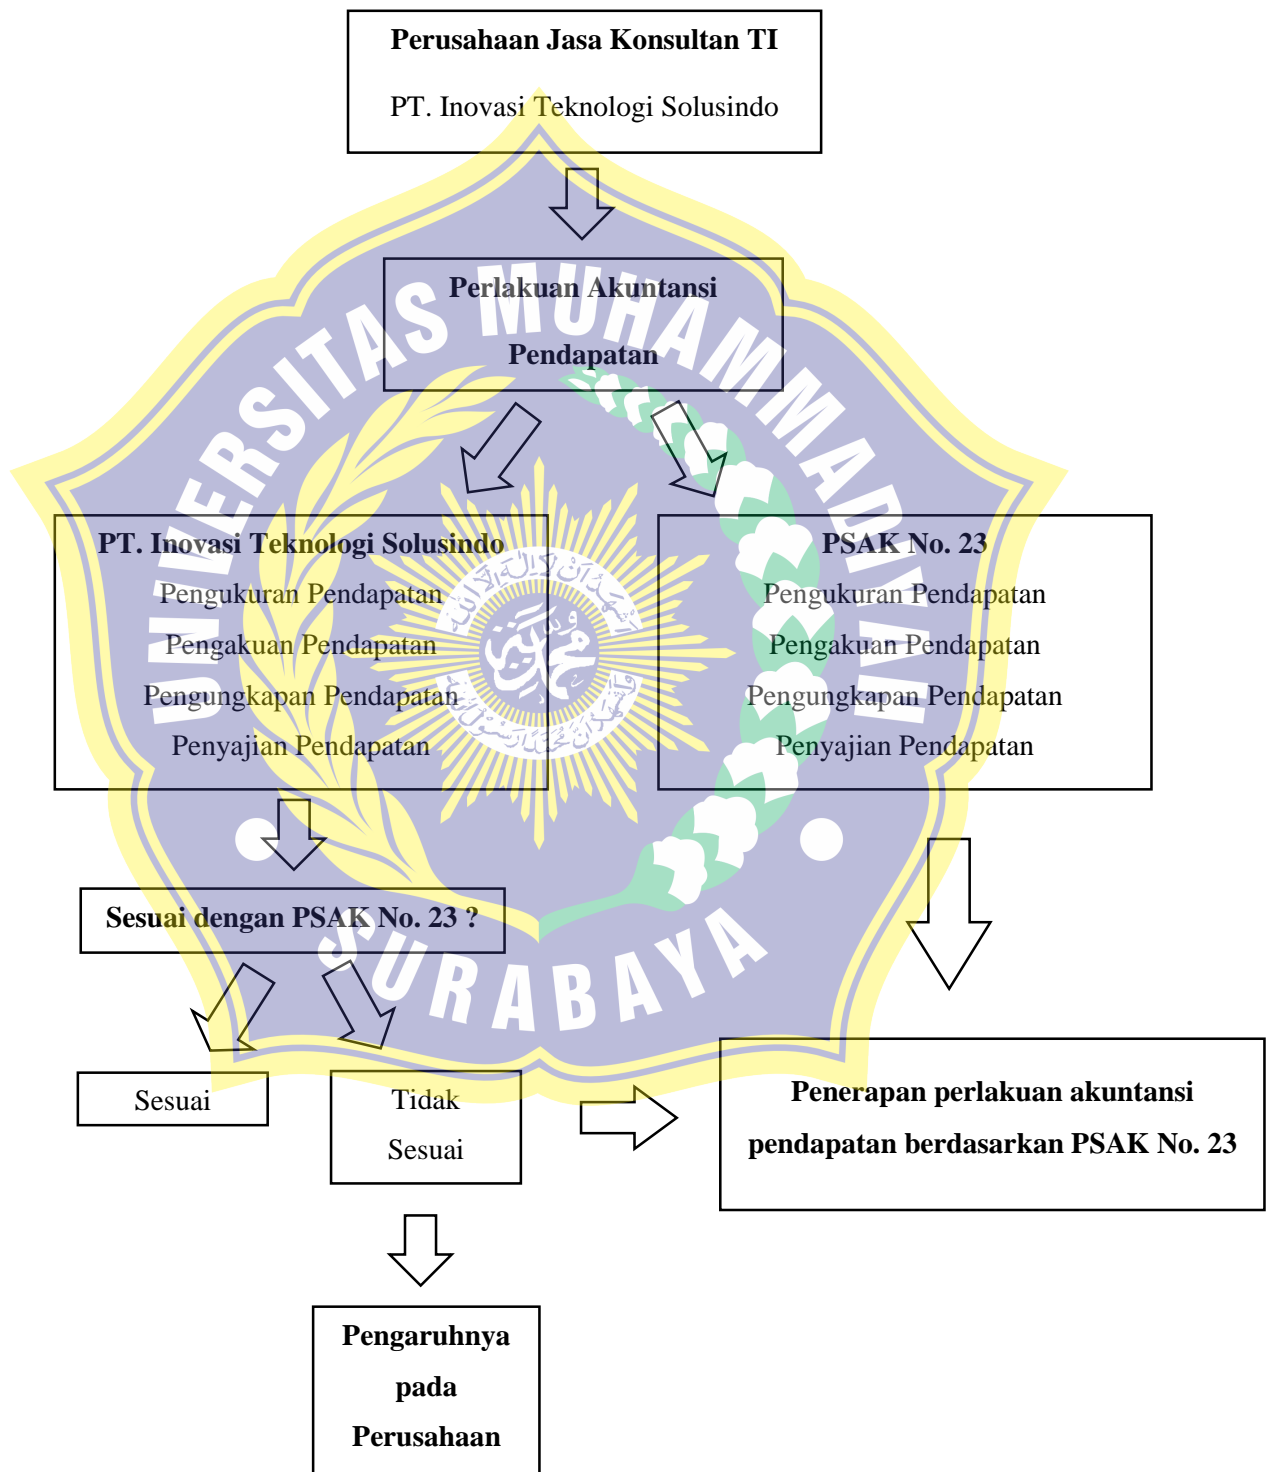 Perusahaan Jasa Konsultan TI
PT. Inovasi Teknologi Solusindo
Perlakuan Akuntansi
Pendapatan
UNIVERSITAS MUHAMMADIYAH
SURABAYA
PT. Inovasi Teknologi Solusindo
Pengukuran Pendapatan
Pengakuan Pendapatan
Pengungkapan Pendapatan
Penyajian Pendapatan
PSAK No. 23
Pengukuran Pendapatan
Pengakuan Pendapatan
Pengungkapan Pendapatan
Penyajian Pendapatan
محمد
Sesuai dengan PSAK No. 23 ?
Sesuai
Tidak
Sesuai
Penerapan perlakuan akuntansi
pendapatan berdasarkan PSAK No. 23
Pengaruhnya
pada
Perusahaan